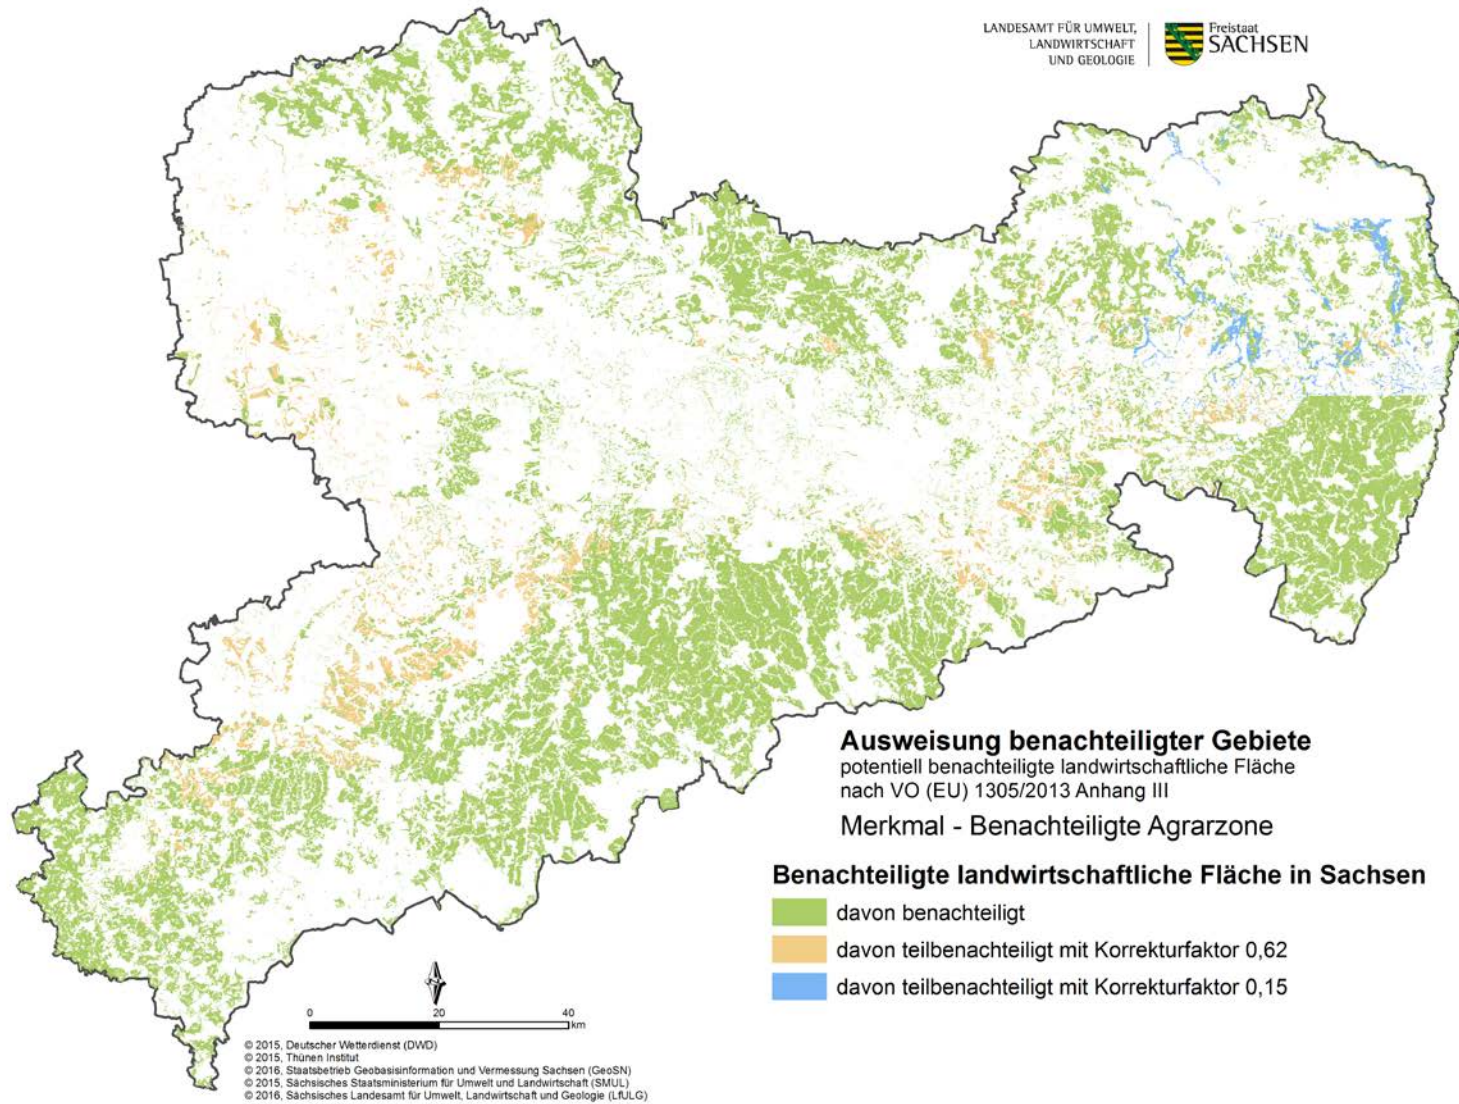 LANDESAMT FÜR UMWELT,
LANDWIRTSCHAFT
UND GEOLOGIE
Freistaat
SACHSEN
Ausweisung benachteiligter Gebiete
potentiell benachteiligte landwirtschaftliche Fläche
nach VO (EU) 1305/2013 Anhang III
Merkmal - Benachteiligte Agrarzone
Benachteiligte landwirtschaftliche Fläche in Sachsen
davon benachteiligt
davon teilbenachteiligt mit Korrekturfaktor 0,62
davon teilbenachteiligt mit Korrekturfaktor 0,15
0 20 40
km
© 2015, Deutscher Wetterdienst (DWD)
© 2015, Thünen Institut
© 2016, Staatsbetrieb Geobasisinformation und Vermessung Sachsen (GeoSN)
© 2015, Sächsisches Staatsministerium für Umwelt und Landwirtschaft (SMUL)
© 2016, Sächsisches Landesamt für Umwelt, Landwirtschaft und Geologie (LfULG)